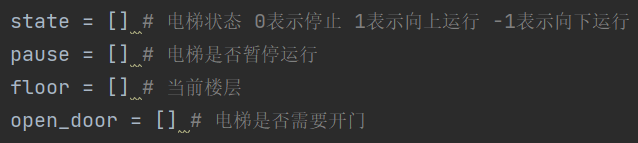 state = [] # 电梯状态 0表示停止 1表示向上运行 -1表示向下运行
pause = [] # 电梯是否暂停运行
floor = [] # 当前楼层
open_door = [] # 电梯是否需要开门